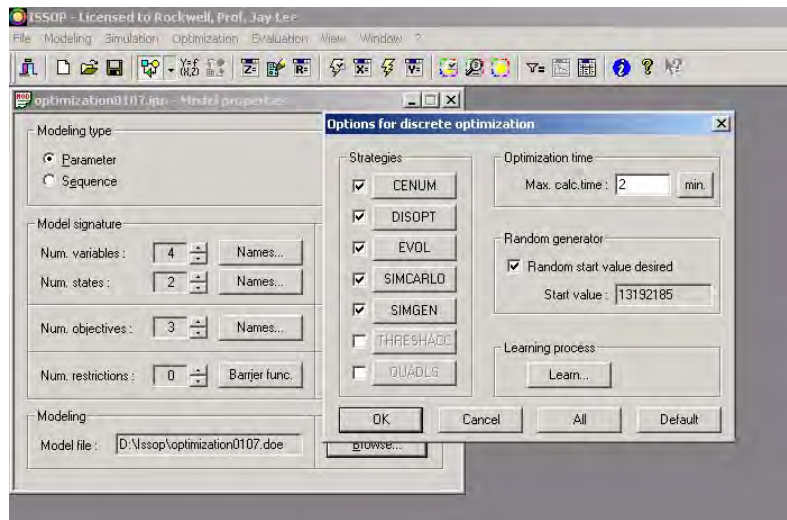 ISSOP - Licensed to Rockwell, Prof. Jay Lee
File Modeling Simulation Optimization Evaluation View Window ?
optimization0107.inp - Model properties
Modeling type
Parameter
Sequence
Model signature
Num. variables : 4 Names...
Num. states : 2 Names...
Num. objectives : 3 Names...
Num. restrictions : 0 Barrier func.
Modeling
Model file : D:\Issop\optimization0107.doe Browse...
Options for discrete optimization
Strategies
CENUM
DISOPT
EVOL
SIMCARLO
SIMGEN
THRESHACC
QUADLS
Optimization time
Max. calc.time : 2 min.
Random generator
Random start value desired
Start value : 13192185
Learning process
Learn...
OK Cancel All Default